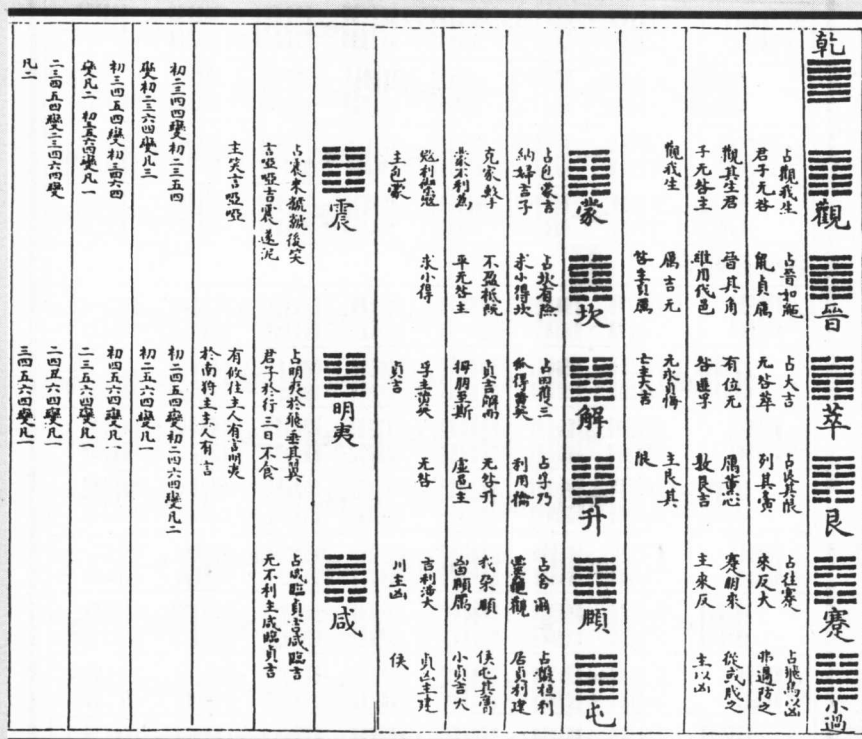 乾
觀
占觀我生
君子无咎
觀其生君
子无咎主
觀我生
晉
占晉如鼫
鼠貞厲
晉其角
維用伐邑
厲吉无
咎主貞厲
萃
占大吉
无咎萃
有位无
咎匪孚
元永貞悔
亡主大吉
艮
占艮其限
列其夤
厲薰心
敦艮吉
主艮其
限
蹇
占往蹇
來反大
蹇朋來
主來反
小過
占飛鳥以凶
弗過防之
從或戕之
主以凶
蒙
占包蒙吉
納婦吉子
克家擊
蒙不利為
寇利禦寇
主包蒙
坎
占坎有險
求小得坎
不盈祗既
平无咎主
求小得
解
占田獲三
狐得黃矢
貞吉解而
拇朋至斯
孚主黃矢
貞吉
升
占孚乃
利用禴
无咎升
虛邑主
无咎
頤
占舍爾
靈龜觀
我朵頤
凶頤厲
吉利涉大
川主凶
屯
占磐桓利
居貞利建
侯屯其膏
小貞吉大
貞凶主建
侯
震
占震來虩虩後笑
言啞啞吉震遂泥
主笑言啞啞
明夷
占明夷於飛垂其翼
君子於行三日不食
有攸往主人有言明夷
於南狩主主人有言
咸
占咸臨貞吉咸臨吉
无不利主咸臨貞吉
初二三四變初二三五四
變初二三六四變凡三
初三四五四變初三四六四
變凡二 初三五六四變凡一
二三四五四變二三四六四變
凡二
初二四五四變初二四六四變凡二
初二五六四變凡一
初四五六四變凡一
二三五六四變凡一
二四五六四變凡一
三四五六四變凡一